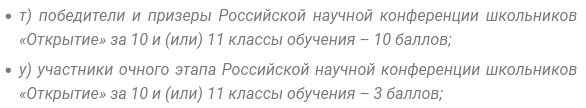 • т) победители и призеры Российской научной конференции школьников
«Открытие» за 10 и (или) 11 классы обучения – 10 баллов;
• у) участники очного этапа Российской научной конференции школьников
«Открытие» за 10 и (или) 11 классы обучения – 3 баллов;